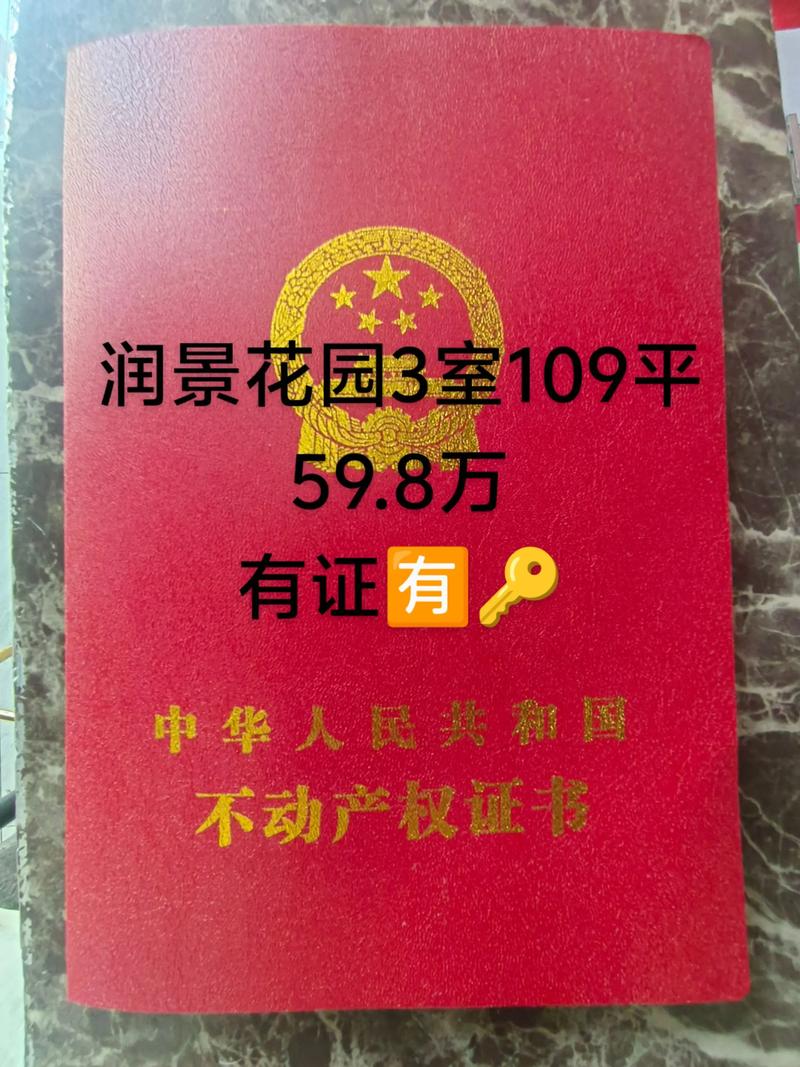 润景花园3室109平
59.8万
有证🈶🔑
中华人民共和国
不动产权证书